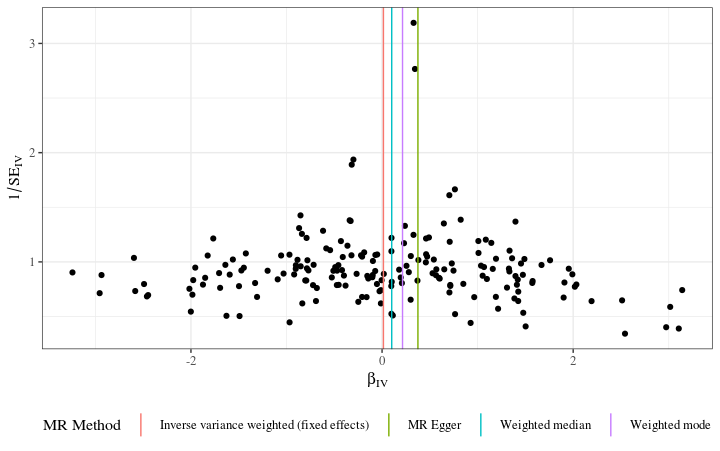 3
2
1
1/SE_IV
-2
0
2
β_IV
MR Method Inverse variance weighted (fixed effects) MR Egger Weighted median Weighted mode